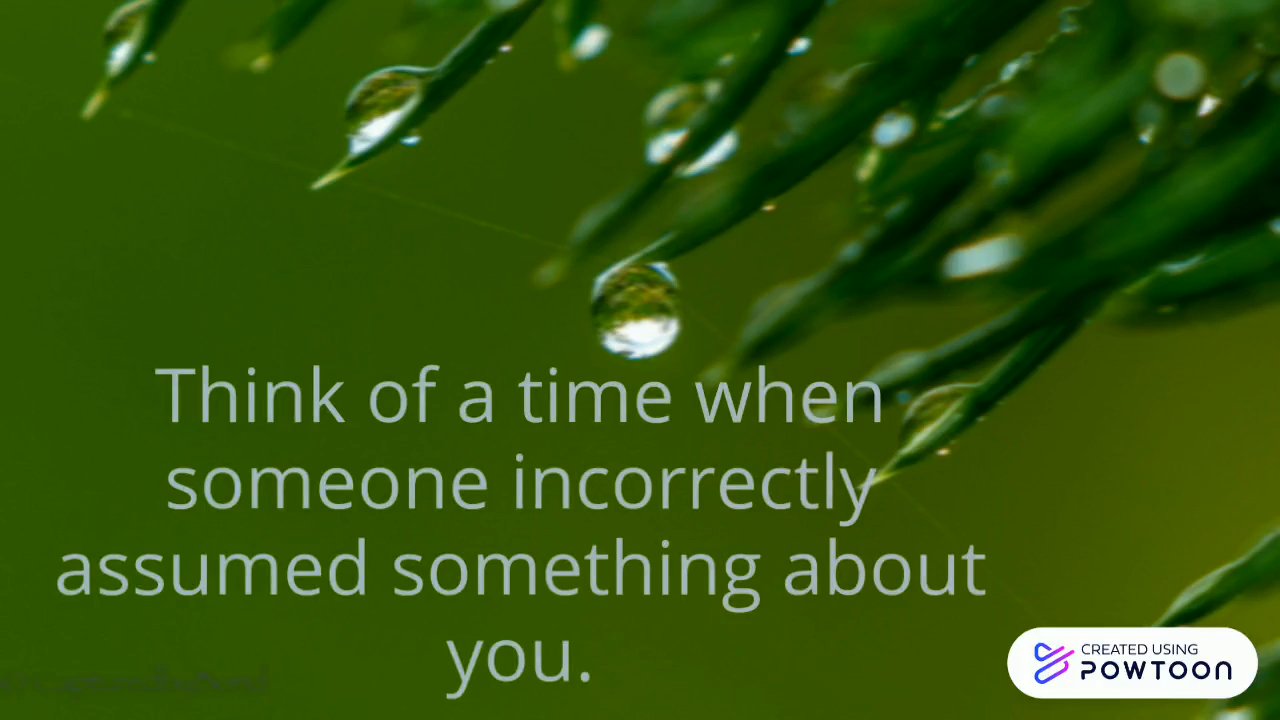 Think of a time when
someone incorrectly
assumed something about
you.
CREATED USING
POWTOON